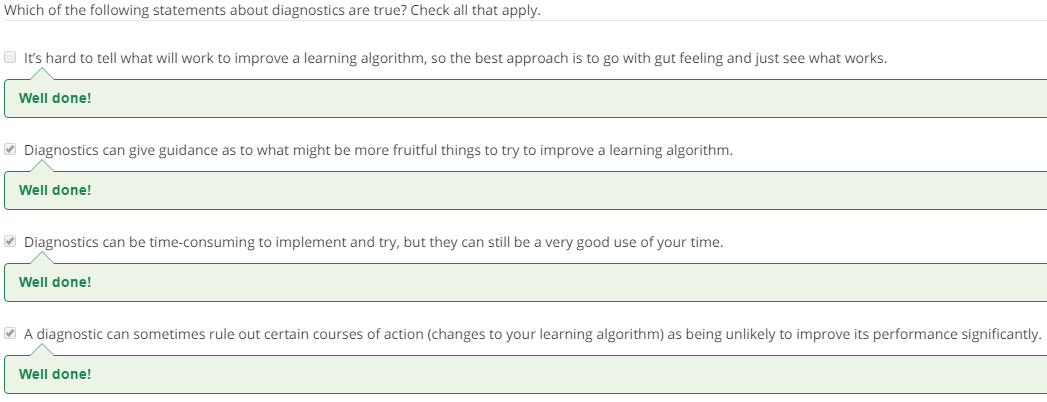 Which of the following statements about diagnostics are true? Check all that apply.
It’s hard to tell what will work to improve a learning algorithm, so the best approach is to go with gut feeling and just see what works.
Well done!
Diagnostics can give guidance as to what might be more fruitful things to try to improve a learning algorithm.
Well done!
Diagnostics can be time-consuming to implement and try, but they can still be a very good use of your time.
Well done!
A diagnostic can sometimes rule out certain courses of action (changes to your learning algorithm) as being unlikely to improve its performance significantly.
Well done!